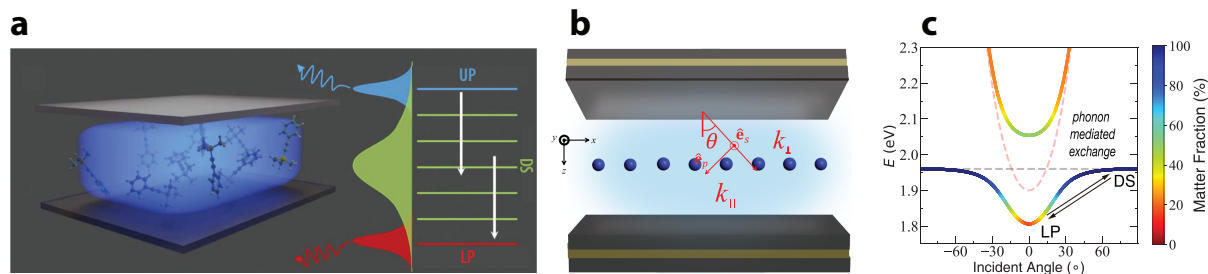 a
UP
DS
LP
b
y
x
z
θ
ê_s
ê_p
k_⊥
k_||
c
E (eV)
2.3
2.2
2.1
2.0
1.9
1.8
phonon
mediated
exchange
DS
LP
−60 −30 0 30 60
Incident Angle (°)
100
80
60
40
20
0
Matter Fraction (%)